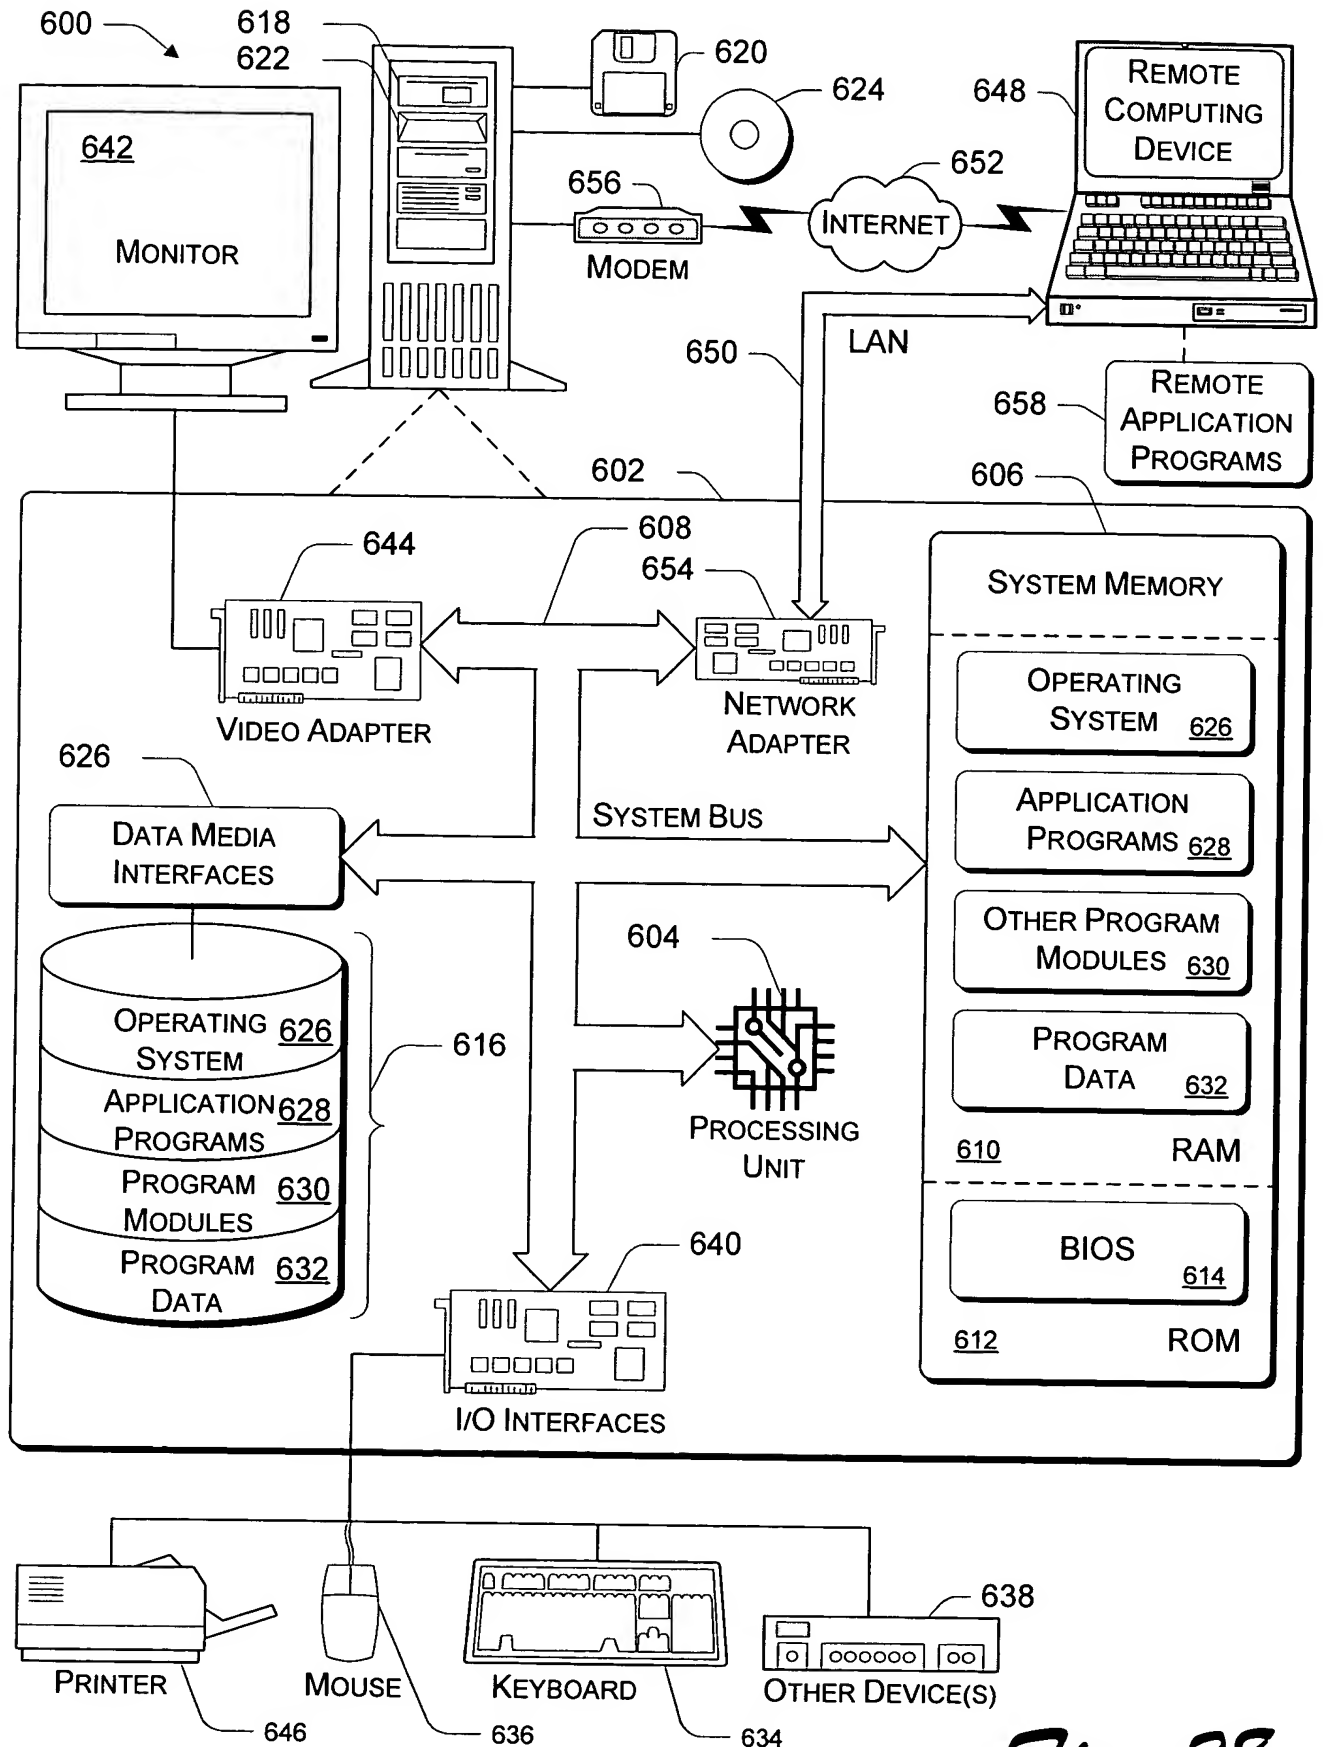 600
618
622
620
624
648
REMOTE
COMPUTING
DEVICE
642
MONITOR
656
MODEM
652
INTERNET
650
LAN
658
REMOTE
APPLICATION
PROGRAMS
602
606
644
608
654
VIDEO ADAPTER
NETWORK
ADAPTER
SYSTEM MEMORY
OPERATING
SYSTEM 626
626
DATA MEDIA
INTERFACES
SYSTEM BUS
APPLICATION
PROGRAMS 628
OTHER PROGRAM
MODULES 630
604
PROCESSING
UNIT
PROGRAM
DATA 632
610 RAM
BIOS
614
612 ROM
OPERATING 626
SYSTEM
APPLICATION 628
PROGRAMS
PROGRAM 630
MODULES
PROGRAM 632
DATA
616
640
I/O INTERFACES
PRINTER
646
MOUSE
636
KEYBOARD
634
638
OTHER DEVICE(S)